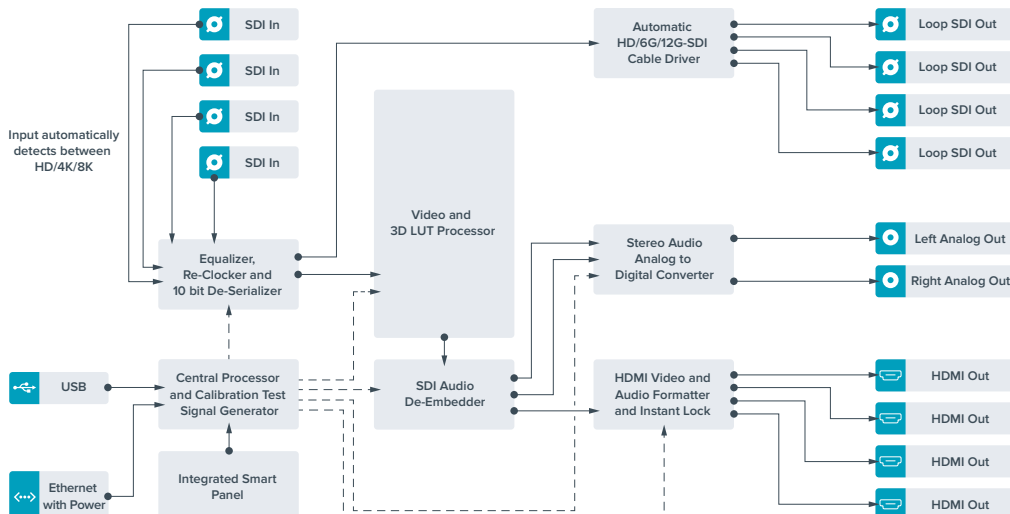 SDI In
SDI In
SDI In
SDI In
Input automatically
detects between
HD/4K/8K
Equalizer,
Re-Clocker and
10 bit De-Serializer
USB
Ethernet
with Power
Central Processor
and Calibration Test
Signal Generator
Integrated Smart
Panel
Video and
3D LUT Processor
SDI Audio
De-Embedder
Automatic
HD/6G/12G-SDI
Cable Driver
Stereo Audio
Analog to
Digital Converter
HDMI Video and
Audio Formatter
and Instant Lock
Loop SDI Out
Loop SDI Out
Loop SDI Out
Loop SDI Out
Left Analog Out
Right Analog Out
HDMI Out
HDMI Out
HDMI Out
HDMI Out